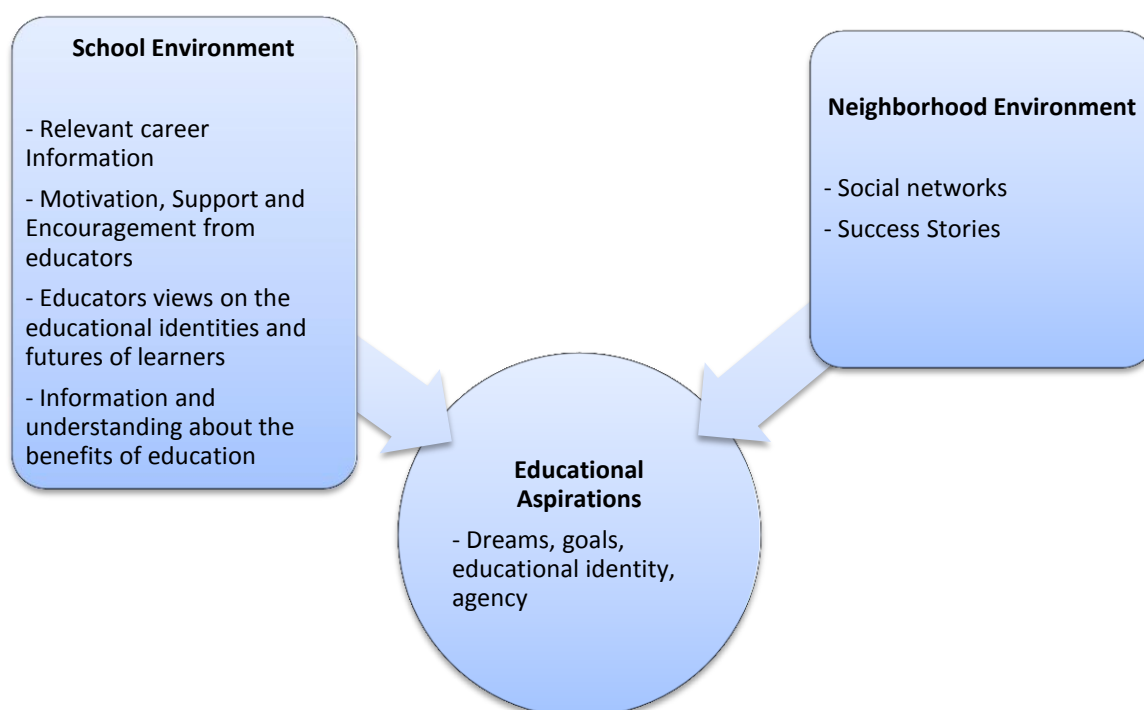 School Environment
- Relevant career
Information
- Motivation, Support and
Encouragement from
educators
- Educators views on the
educational identities and
futures of learners
- Information and
understanding about the
benefits of education
Neighborhood Environment
- Social networks
- Success Stories
Educational
Aspirations
- Dreams, goals,
educational identity,
agency